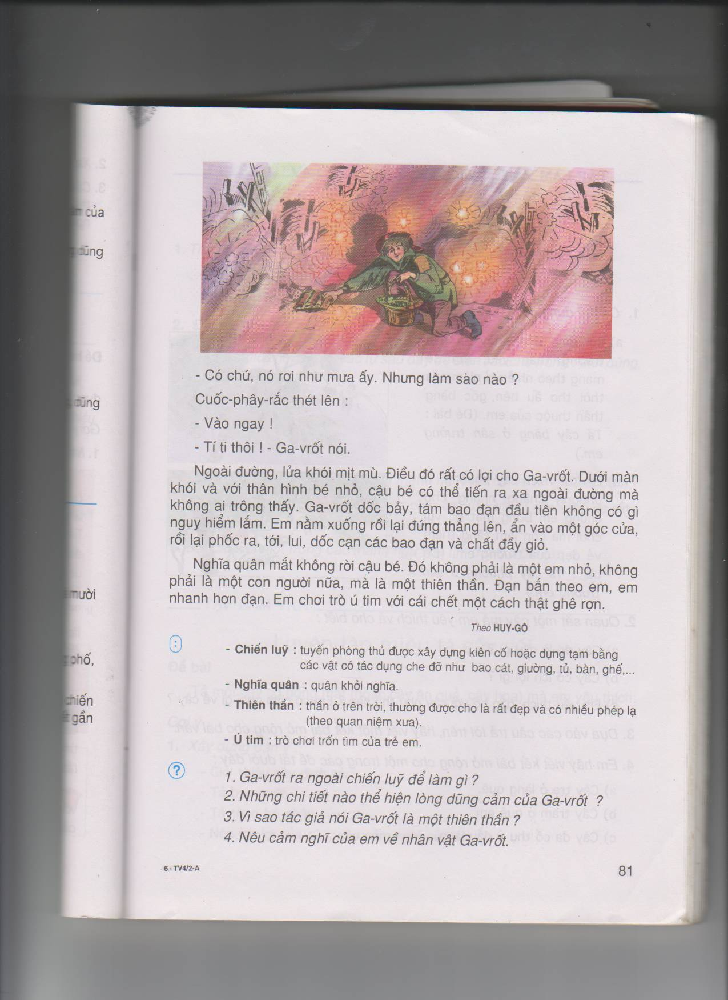 ấm của
dũng
dũng
mười
phố,
chiến
gần
- Có chứ, nó rơi như mưa ấy. Nhưng làm sao nào ?
Cuốc-phây-rắc thét lên :
- Vào ngay !
- Tí ti thôi ! - Ga-vrốt nói.
Ngoài đường, lửa khói mịt mù. Điều đó rất có lợi cho Ga-vrốt. Dưới màn
khói và với thân hình bé nhỏ, cậu bé có thể tiến ra xa ngoài đường mà
không ai trông thấy. Ga-vrốt dốc bảy, tám bao đạn đầu tiên không có gì
nguy hiểm lắm. Em nằm xuống rồi lại đứng thẳng lên, ẩn vào một góc cửa,
rồi lại phốc ra, tới, lui, dốc cạn các bao đạn và chất đầy giỏ.
Nghĩa quân mắt không rời cậu bé. Đó không phải là một em nhỏ, không
phải là một con người nữa, mà là một thiên thần. Đạn bắn theo em, em
nhanh hơn đạn. Em chơi trò ú tim với cái chết một cách thật ghê rợn.
Theo HUY-GÔ
:
- Chiến luỹ : tuyến phòng thủ được xây dựng kiên cố hoặc dựng tạm bằng
các vật có tác dụng che đỡ như bao cát, giường, tủ, bàn, ghế,...
- Nghĩa quân : quân khởi nghĩa.
- Thiên thần : thần ở trên trời, thường được cho là rất đẹp và có nhiều phép lạ
(theo quan niệm xưa).
- Ú tim : trò chơi trốn tìm của trẻ em.
?
1. Ga-vrốt ra ngoài chiến luỹ để làm gì ?
2. Những chi tiết nào thể hiện lòng dũng cảm của Ga-vrốt ?
3. Vì sao tác giả nói Ga-vrốt là một thiên thần ?
4. Nêu cảm nghĩ của em về nhân vật Ga-vrốt.
6 - TV4/2-A
81